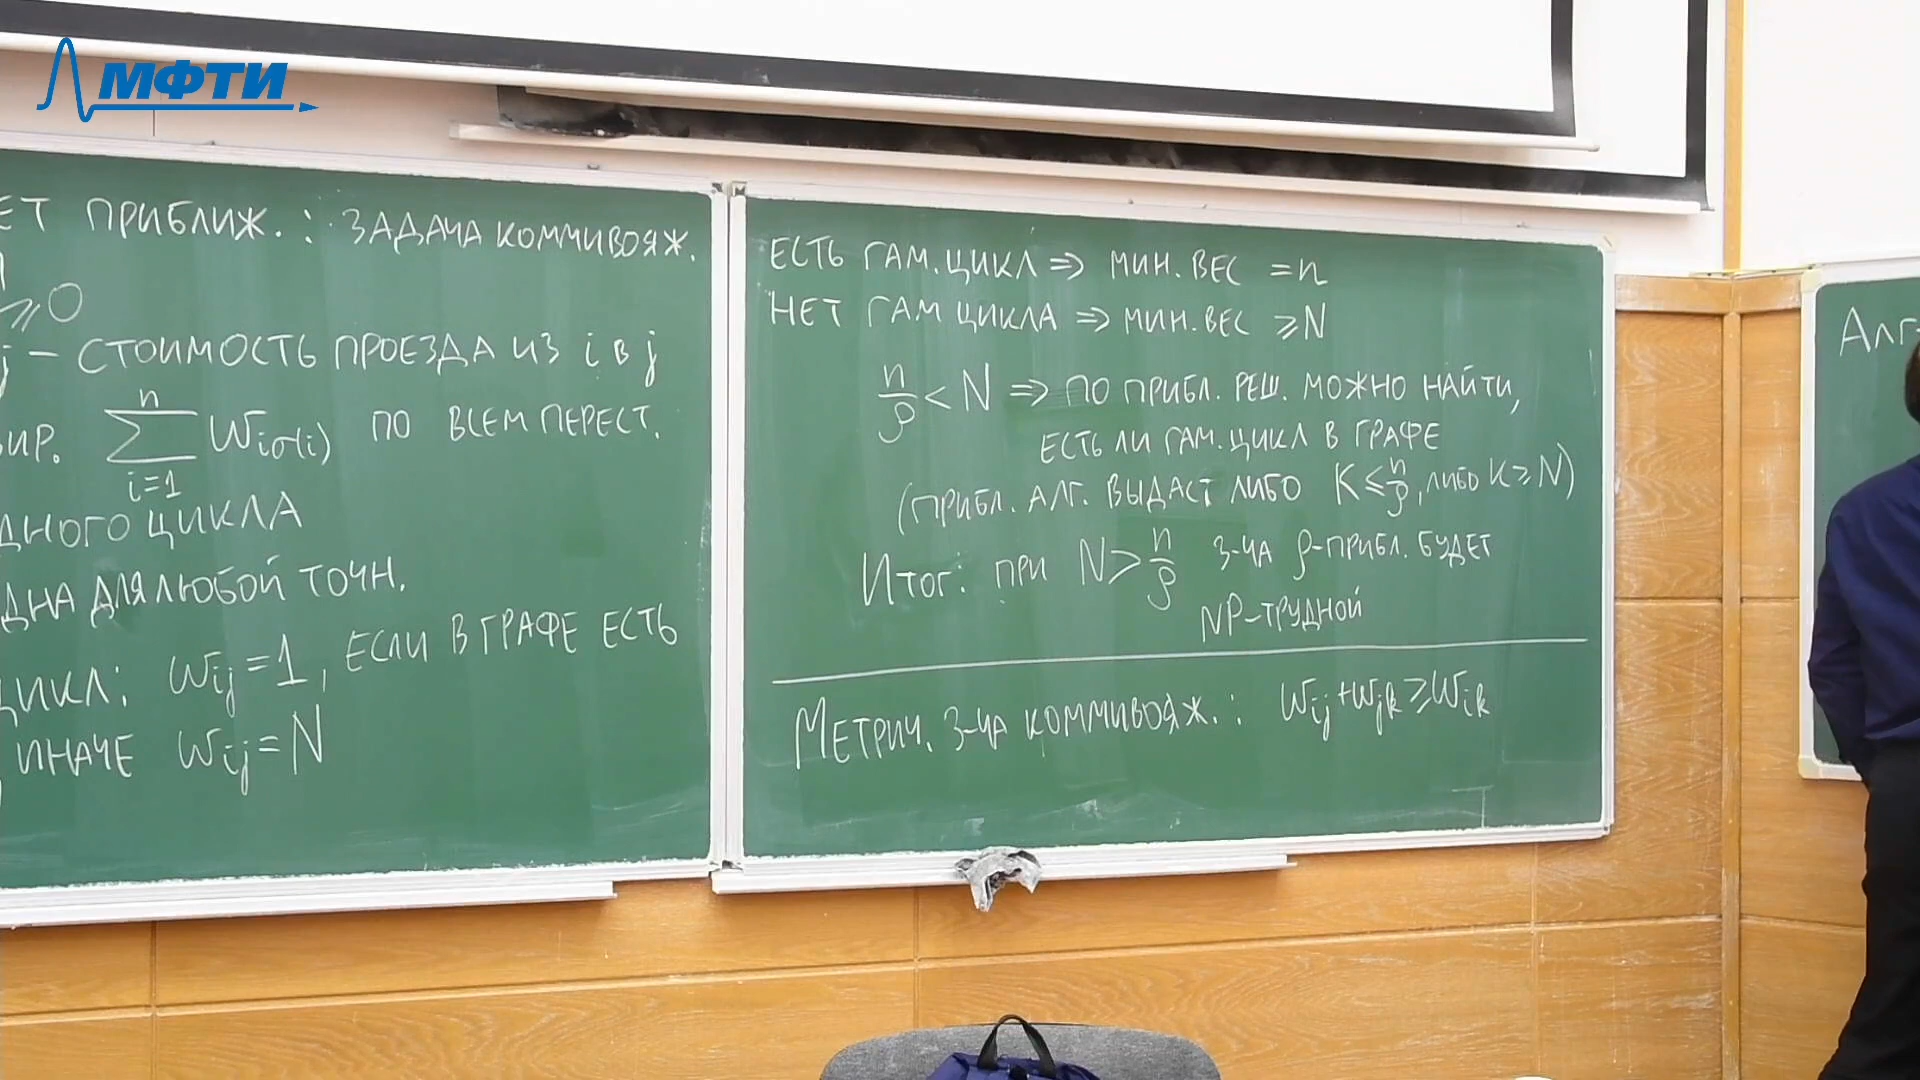 МФТИ
ЕТ ПРИБЛИЖ.: ЗАДАЧА КОММИВОЯЖ.
⩾0
j – СТОИМОСТЬ ПРОЕЗДА ИЗ i В j
ИР. ∑_{i=1}^{n} w_{iσ(i)} ПО ВСЕМ ПЕРЕСТ.
ДНОГО ЦИКЛА
ДНА ДЛЯ ЛЮБОЙ ТОЧН.
ЦИКЛ: w_{ij}=1, ЕСЛИ В ГРАФЕ ЕСТЬ
ИНАЧЕ w_{ij}=N
ЕСТЬ ГАМ. ЦИКЛ ⇒ МИН. ВЕС =n
НЕТ ГАМ ЦИКЛА ⇒ МИН. ВЕС ⩾N
n/ρ < N ⇒ ПО ПРИБЛ. РЕШ. МОЖНО НАЙТИ,
ЕСТЬ ЛИ ГАМ. ЦИКЛ В ГРАФЕ
(ПРИБЛ. АЛГ. ВЫДАСТ ЛИБО K⩽n/ρ, ЛИБО K⩾N)
ИТОГ: ПРИ N>n/ρ З-ЧА ρ-ПРИБЛ. БУДЕТ
NP-ТРУДНОЙ
МЕТРИЧ. З-ЧА КОММИВОЯЖ.: w_{ij}+w_{jk}⩾w_{ik}
АЛГ